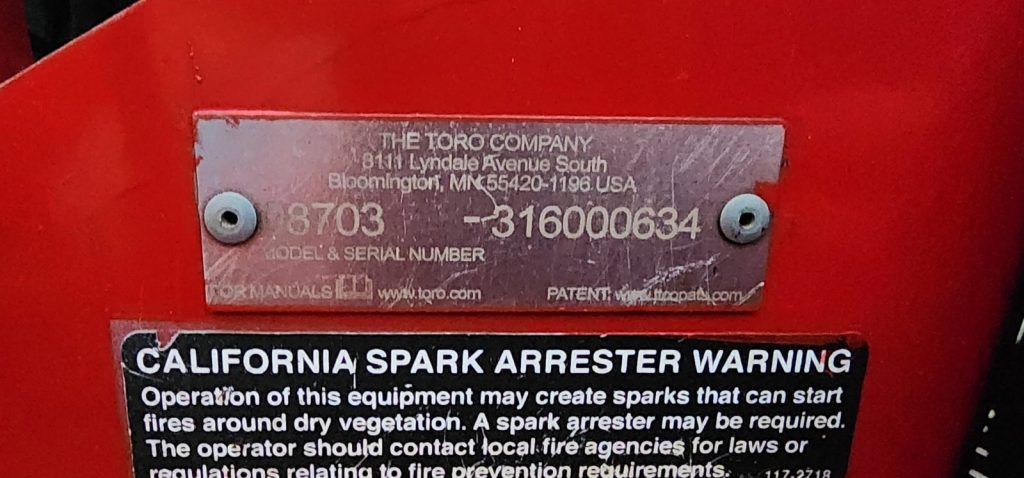 THE TORO COMPANY
8111 Lyndale Avenue South
Bloomington, MN 55420-1196 USA
8703 -316000634
MODEL & SERIAL NUMBER
FOR MANUALS www.toro.com PATENT: www.ttcopats.com
CALIFORNIA SPARK ARRESTER WARNING
Operation of this equipment may create sparks that can start
fires around dry vegetation. A spark arrester may be required.
The operator should contact local fire agencies for laws or
regulations relating to fire prevention requirements. 117-2718